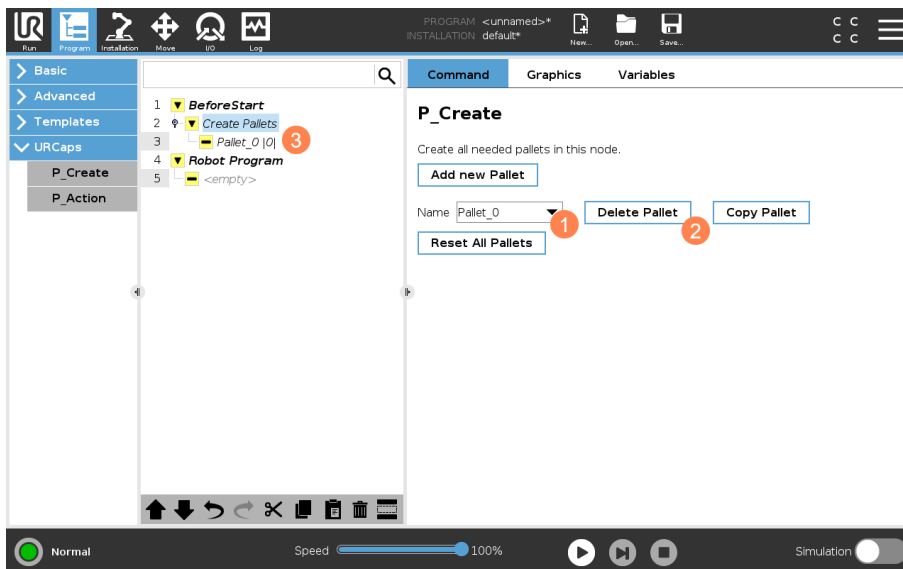 PROGRAM <unnamed>*
INSTALLATION default*
UR
Run
Program
Installation
Move
I/O
Log
New...
Open...
Save...
C C
C C
Basic
Advanced
Templates
URCaps
P_Create
P_Action
1 BeforeStart
2 Create Pallets
3 Pallet_0 |0|
3
4 Robot Program
5 <empty>
Command Graphics Variables
P_Create
Create all needed pallets in this node.
Add new Pallet
Name Pallet_0 Delete Pallet Copy Pallet
1 2
Reset All Pallets
Normal Speed 100% Simulation